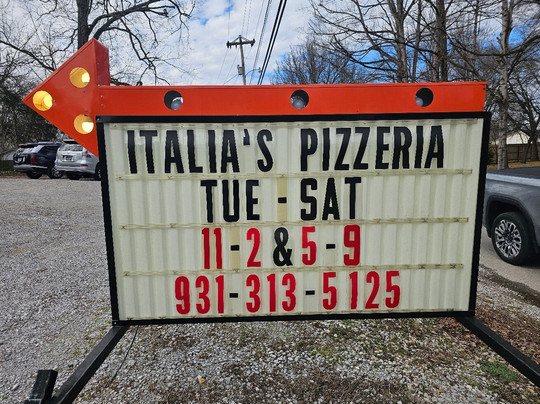 ITALIA'S PIZZERIA
TUE-SAT
11-2&5-9
931-313-5125